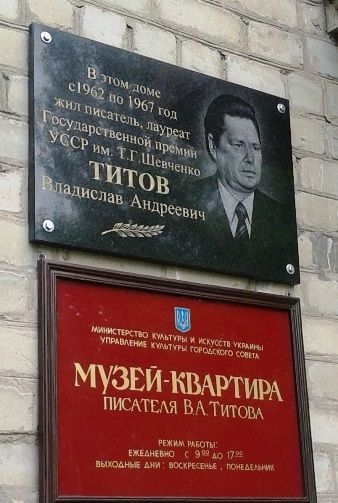 В этом доме
с 1962 по 1967 год
жил писатель, лауреат
Государственной премии
УССР им. Т.Г.Шевченко
ТИТОВ
Владислав Андреевич
МИНИСТЕРСТВО КУЛЬТУРЫ И ИСКУССТВ УКРАИНЫ
УПРАВЛЕНИЕ КУЛЬТУРЫ ГОРОДСКОГО СОВЕТА
МУЗЕЙ-КВАРТИРА
ПИСАТЕЛЯ В.А.ТИТОВА
РЕЖИМ РАБОТЫ:
ЕЖЕДНЕВНО С 9 00 ДО 17 00
ВЫХОДНЫЕ ДНИ: ВОСКРЕСЕНЬЕ, ПОНЕДЕЛЬНИК